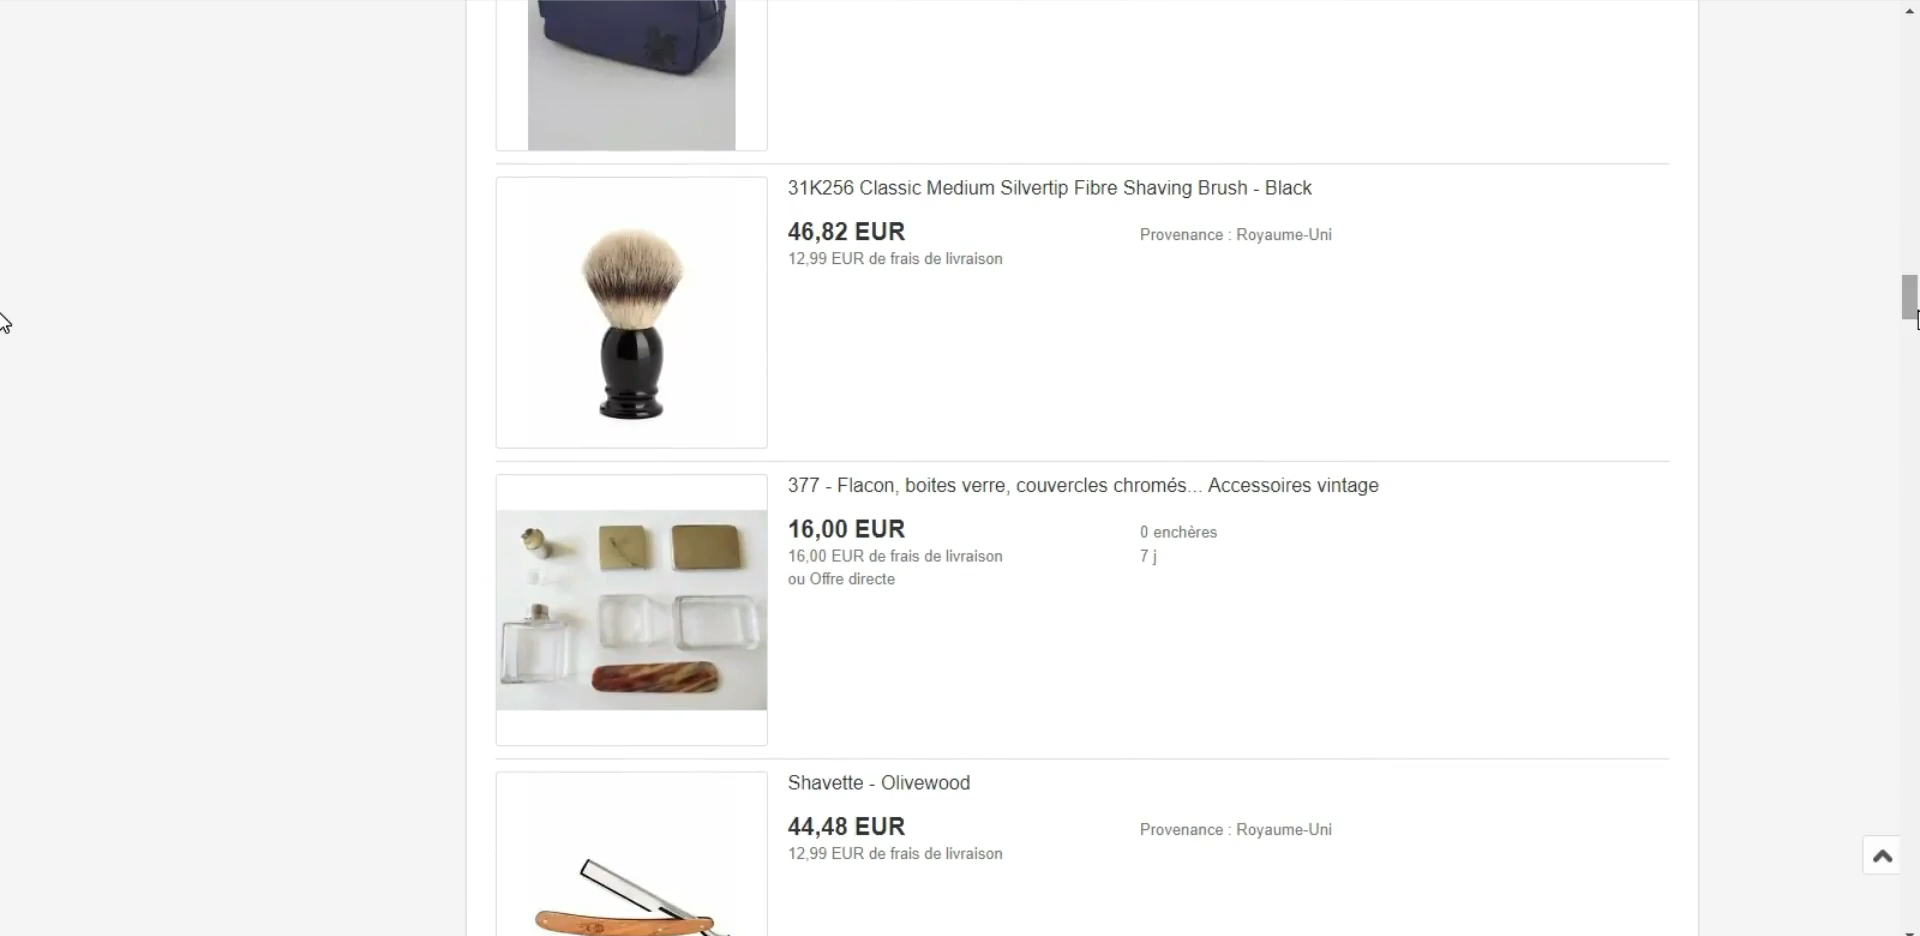 31K256 Classic Medium Silvertip Fibre Shaving Brush - Black
46,82 EUR
Provenance : Royaume-Uni
12,99 EUR de frais de livraison
377 - Flacon, boites verre, couvercles chromés... Accessoires vintage
16,00 EUR
0 enchères
16,00 EUR de frais de livraison
7 j
ou Offre directe
Shavette - Olivewood
44,48 EUR
Provenance : Royaume-Uni
12,99 EUR de frais de livraison